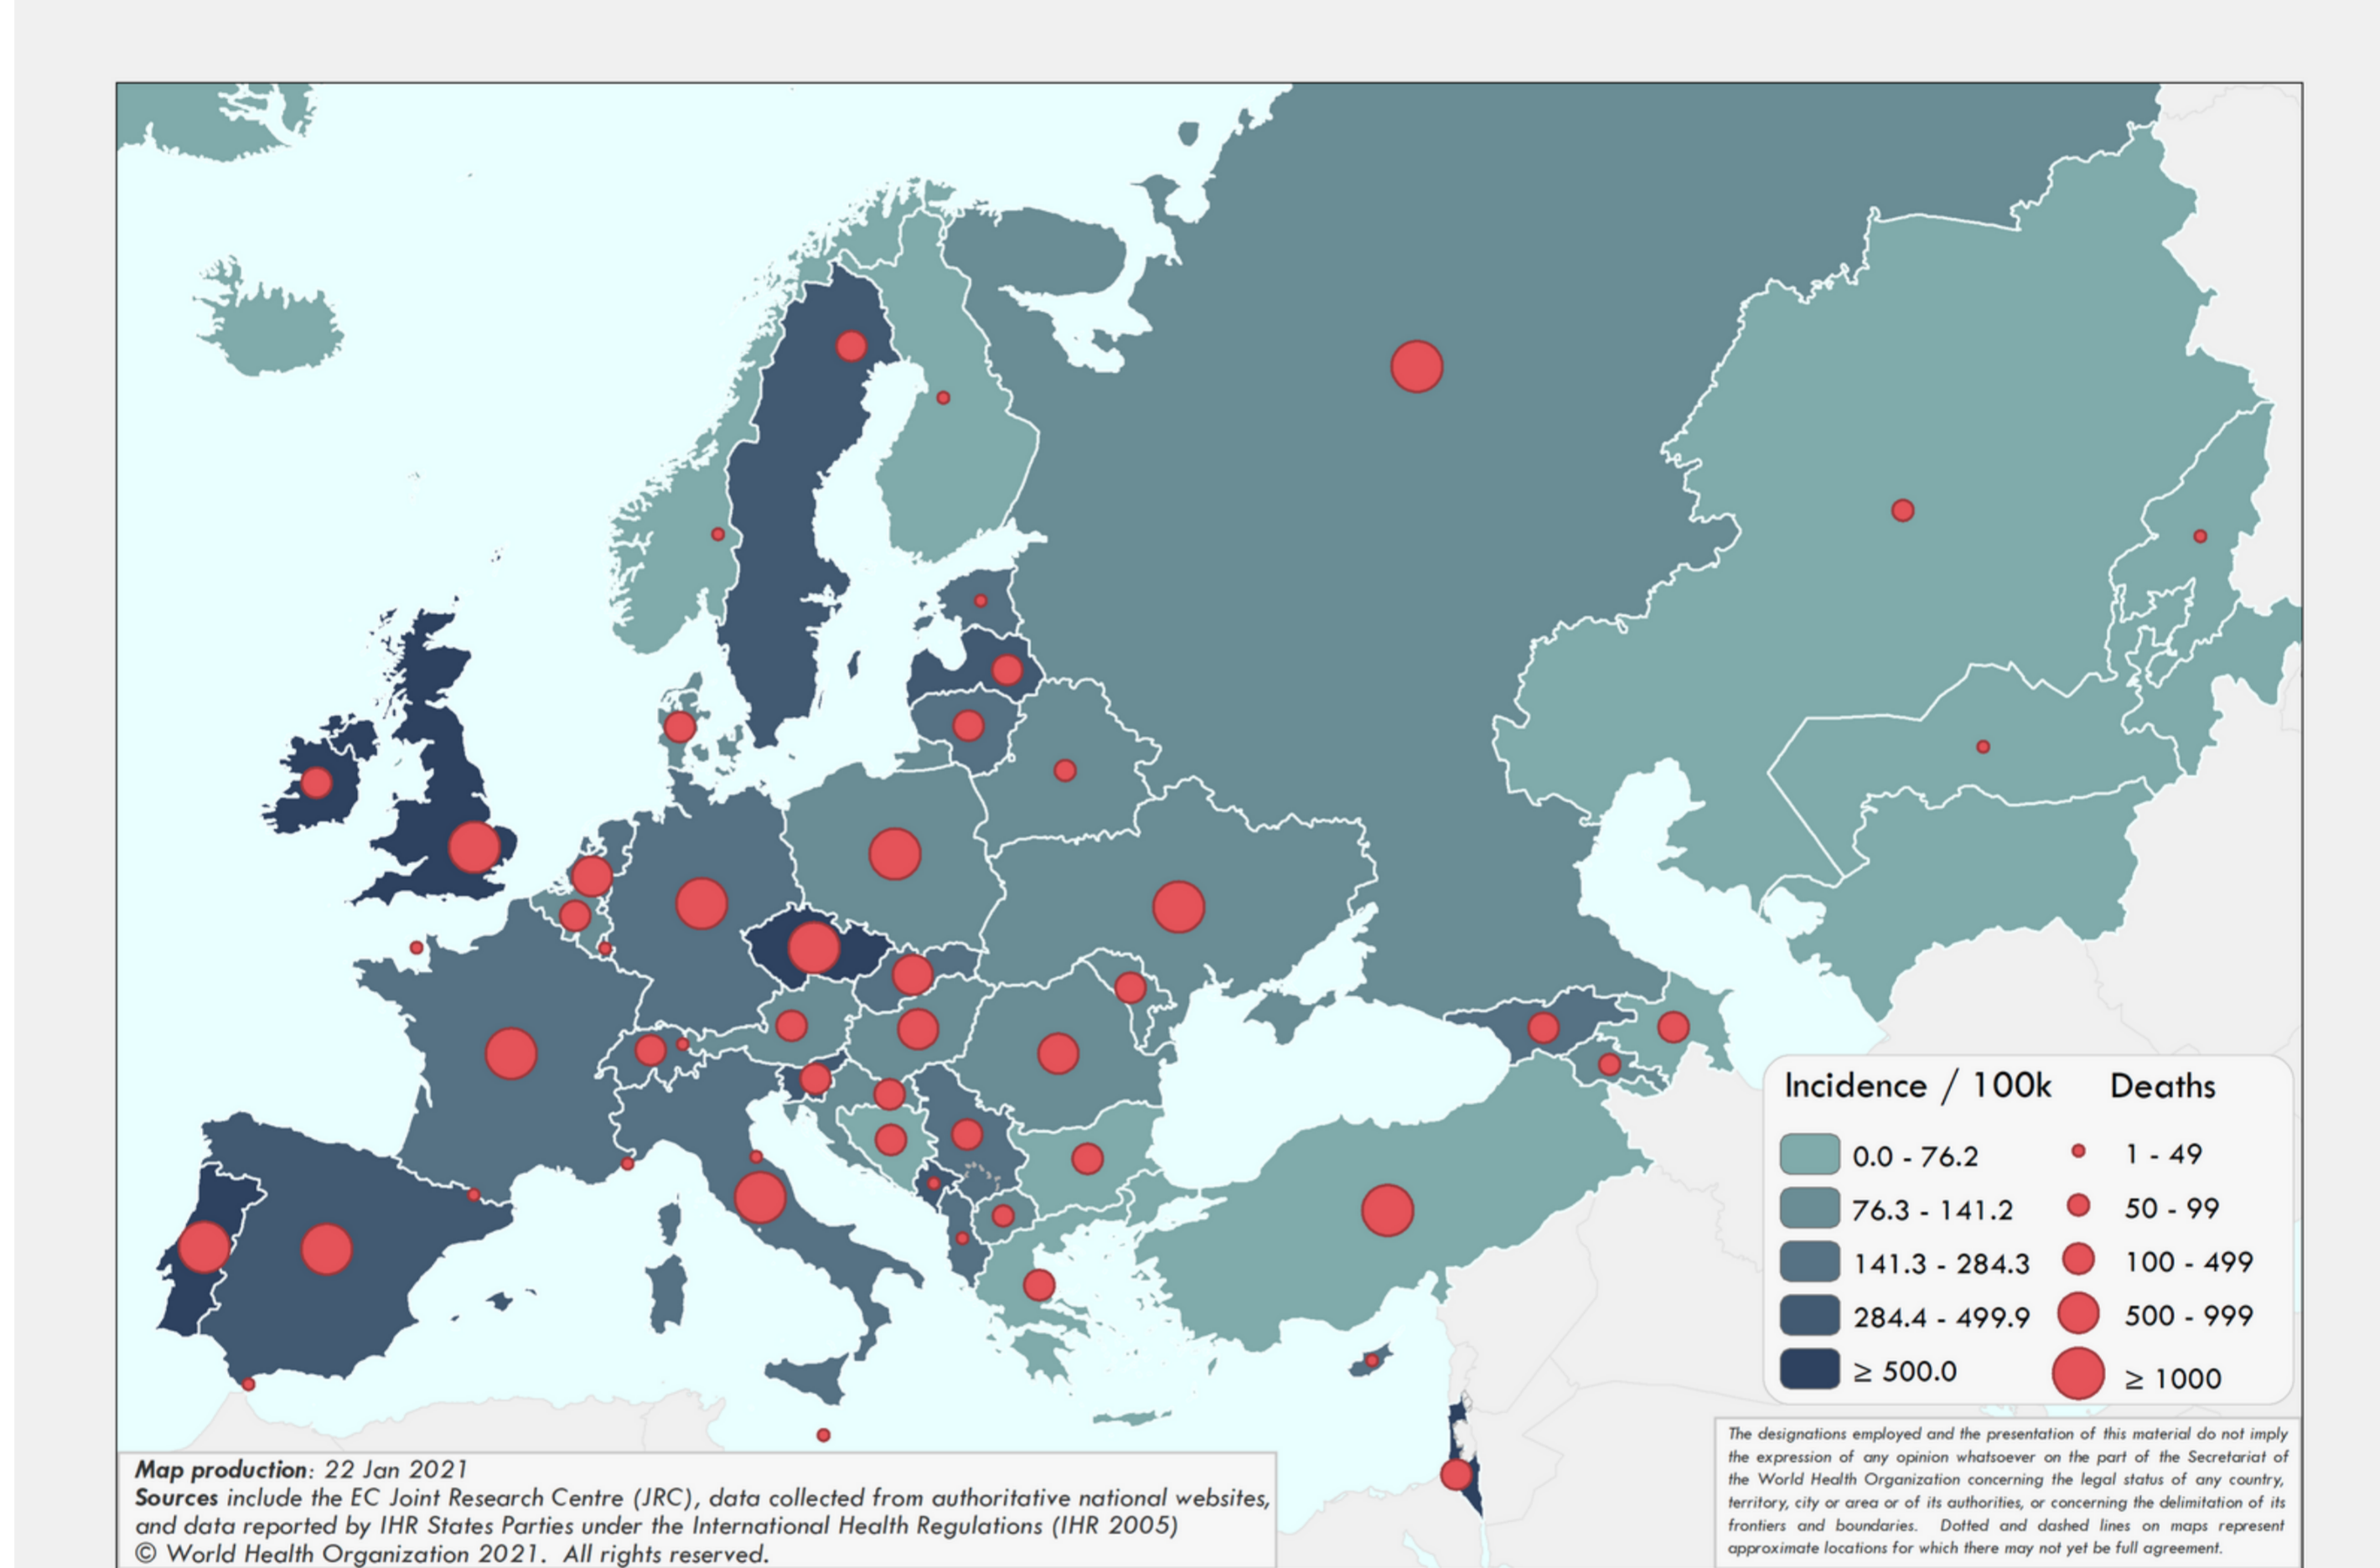 Incidence / 100k Deaths
0.0 - 76.2 1 - 49
76.3 - 141.2 50 - 99
141.3 - 284.3 100 - 499
284.4 - 499.9 500 - 999
≥ 500.0 ≥ 1000
Map production: 22 Jan 2021
Sources include the EC Joint Research Centre (JRC), data collected from authoritative national websites,
and data reported by IHR States Parties under the International Health Regulations (IHR 2005)
© World Health Organization 2021. All rights reserved.
The designations employed and the presentation of this material do not imply
the expression of any opinion whatsoever on the part of the Secretariat of
the World Health Organization concerning the legal status of any country,
territory, city or area or of its authorities, or concerning the delimitation of its
frontiers and boundaries. Dotted and dashed lines on maps represent
approximate locations for which there may not yet be full agreement.